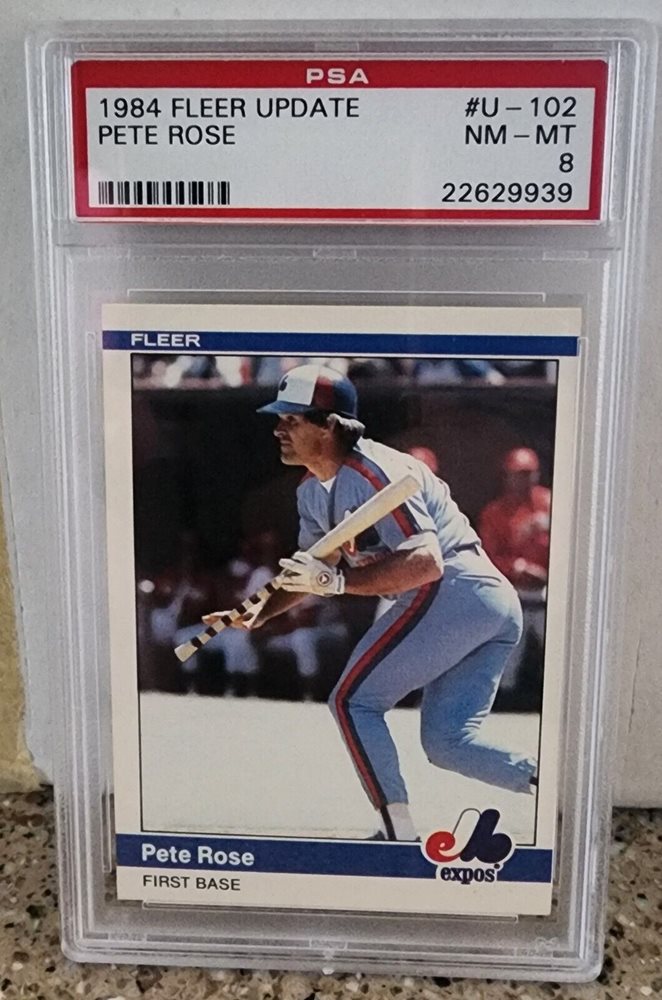 PSA
1984 FLEER UPDATE #U-102
PETE ROSE NM-MT
8
22629939
FLEER
Pete Rose
expos
FIRST BASE